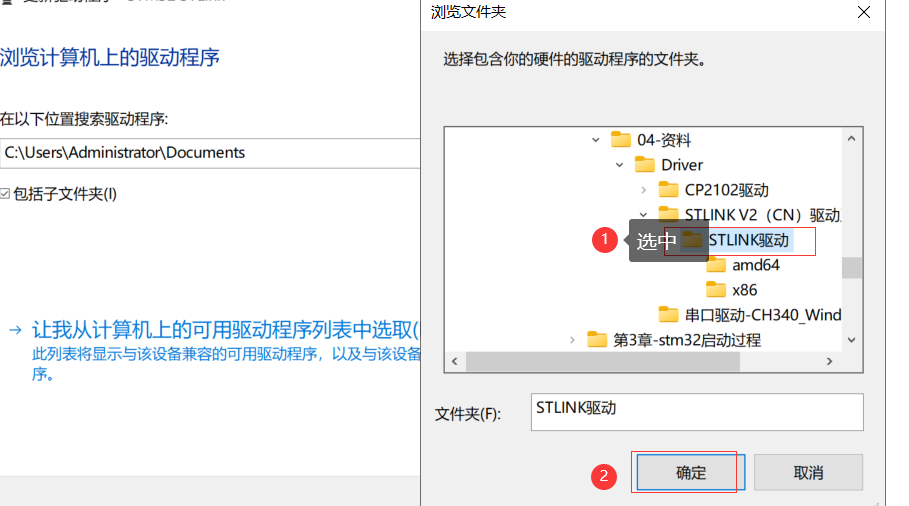 浏览文件夹
浏览计算机上的驱动程序
选择包含你的硬件的驱动程序的文件夹。
在以下位置搜索驱动程序:
C:\Users\Administrator\Documents
包括子文件夹(I)
04-资料
Driver
CP2102驱动
STLINK V2（CN）驱动
1
选中
STLINK驱动
amd64
x86
串口驱动-CH340_Wind
第3章-stm32启动过程
→ 让我从计算机上的可用驱动程序列表中选取(
此列表将显示与该设备兼容的可用驱动程序，以及与该设备
序。
文件夹(F):
STLINK驱动
2
确定
取消